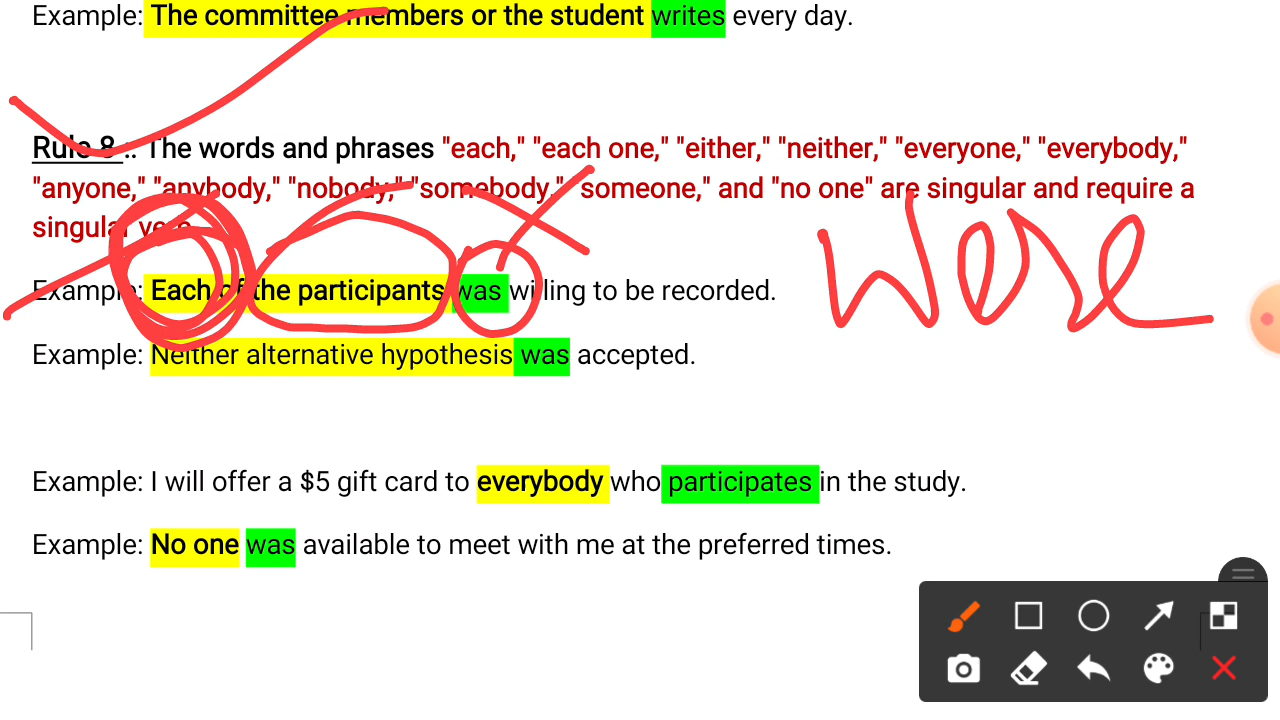 Example: The committee members or the student writes every day.
Rule 8 :. The words and phrases "each," "each one," "either," "neither," "everyone," "everybody,"
"anyone," "anybody," "nobody," "somebody," "someone," and "no one" are singular and require a
singular verb.
Example: Each of the participants was willing to be recorded.
were
Example: Neither alternative hypothesis was accepted.
Example: I will offer a $5 gift card to everybody who participates in the study.
Example: No one was available to meet with me at the preferred times.